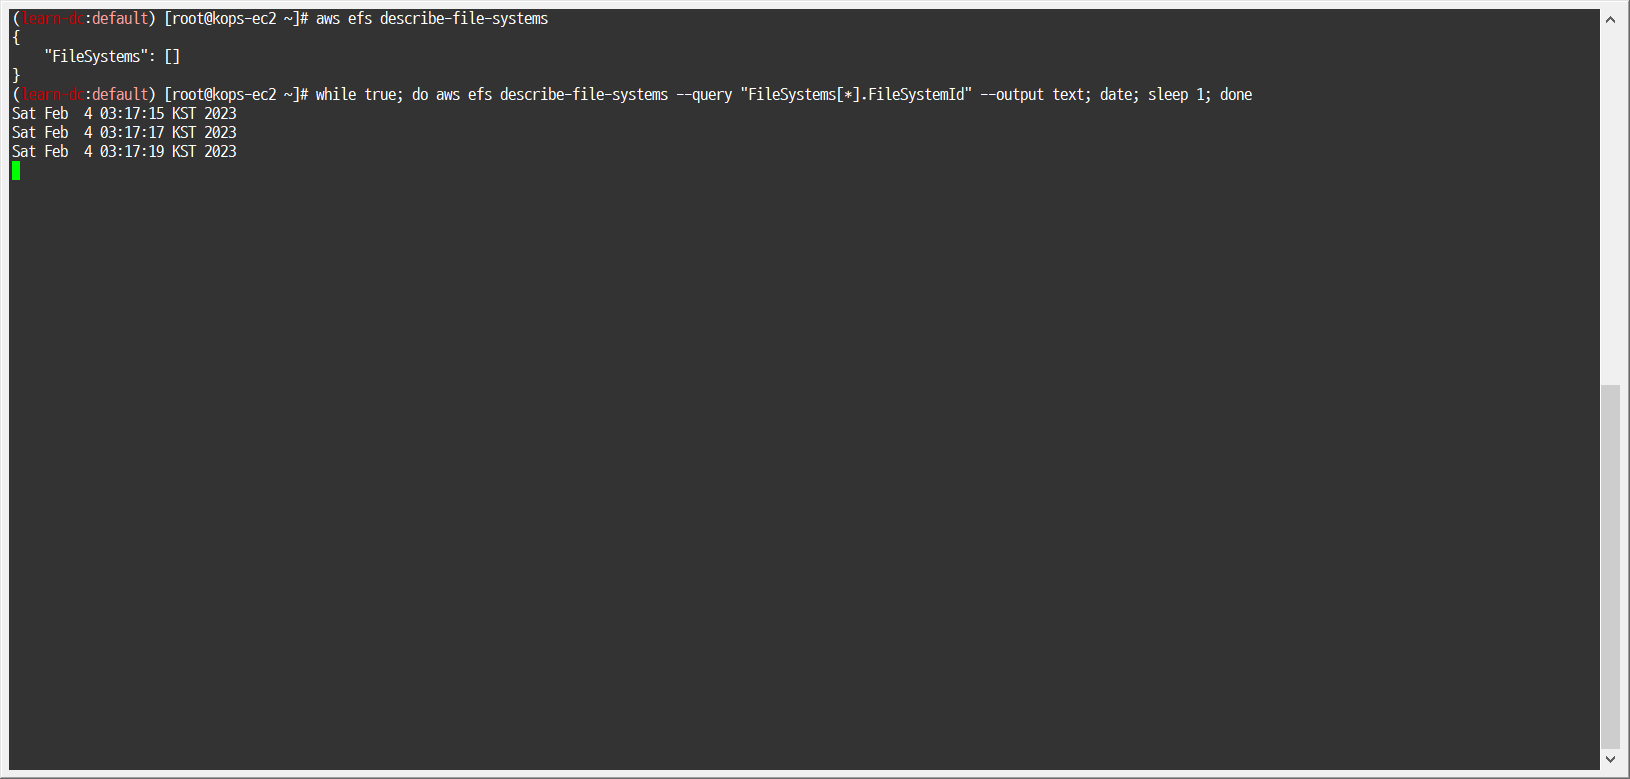 (learn-dc:default) [root@kops-ec2 ~]# aws efs describe-file-systems
{
    "FileSystems": []
}
(learn-dc:default) [root@kops-ec2 ~]# while true; do aws efs describe-file-systems --query "FileSystems[*].FileSystemId" --output text; date; sleep 1; done
Sat Feb  4 03:17:15 KST 2023
Sat Feb  4 03:17:17 KST 2023
Sat Feb  4 03:17:19 KST 2023